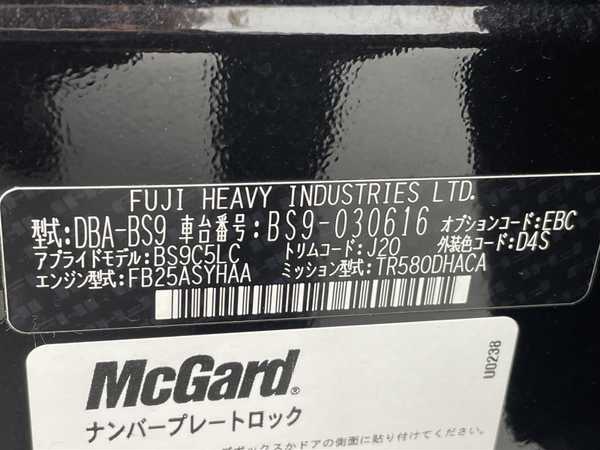 FUJI HEAVY INDUSTRIES LTD.
型式:DBA-BS9 車台番号:BS9-030616 オプションコード:EBC
アプライドモデル:BS9C5LC トリムコード:J20 外装色コード:D4S
エンジン型式:FB25ASYHAA ミッション型式:TR580DHACA
McGard®
ナンバープレートロック
ボックスかドアの側面に貼り付けてください。
U0238